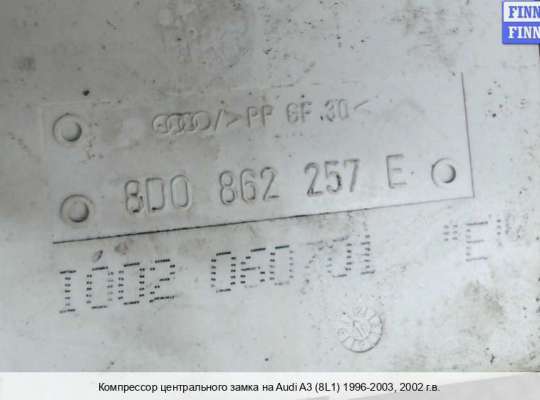 FINN
FINN
/>PP GF 30<
8D0 862 257 E
1002 060701 "E"
Компрессор центрального замка на Audi A3 (8L1) 1996-2003, 2002 г.в.